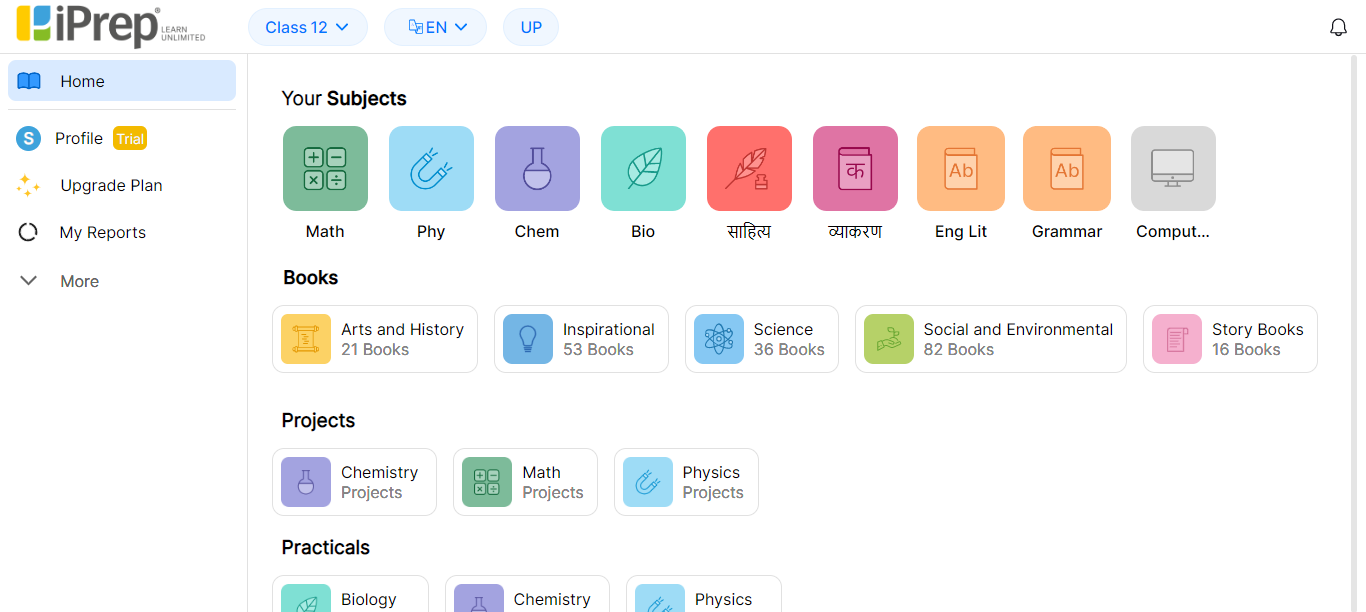 iPrep®
LEARN
UNLIMITED
Class 12
EN
UP
Home
S
Profile Trial
Upgrade Plan
My Reports
More
Your Subjects
क
Ab
Ab
Math
Phy
Chem
Bio
साहित्य
व्याकरण
Eng Lit
Grammar
Comput...
Books
Arts and History
21 Books
Inspirational
53 Books
Science
36 Books
Social and Environmental
82 Books
Story Books
16 Books
Projects
Chemistry
Projects
Math
Projects
Physics
Projects
Practicals
Biology
Chemistry
Physics